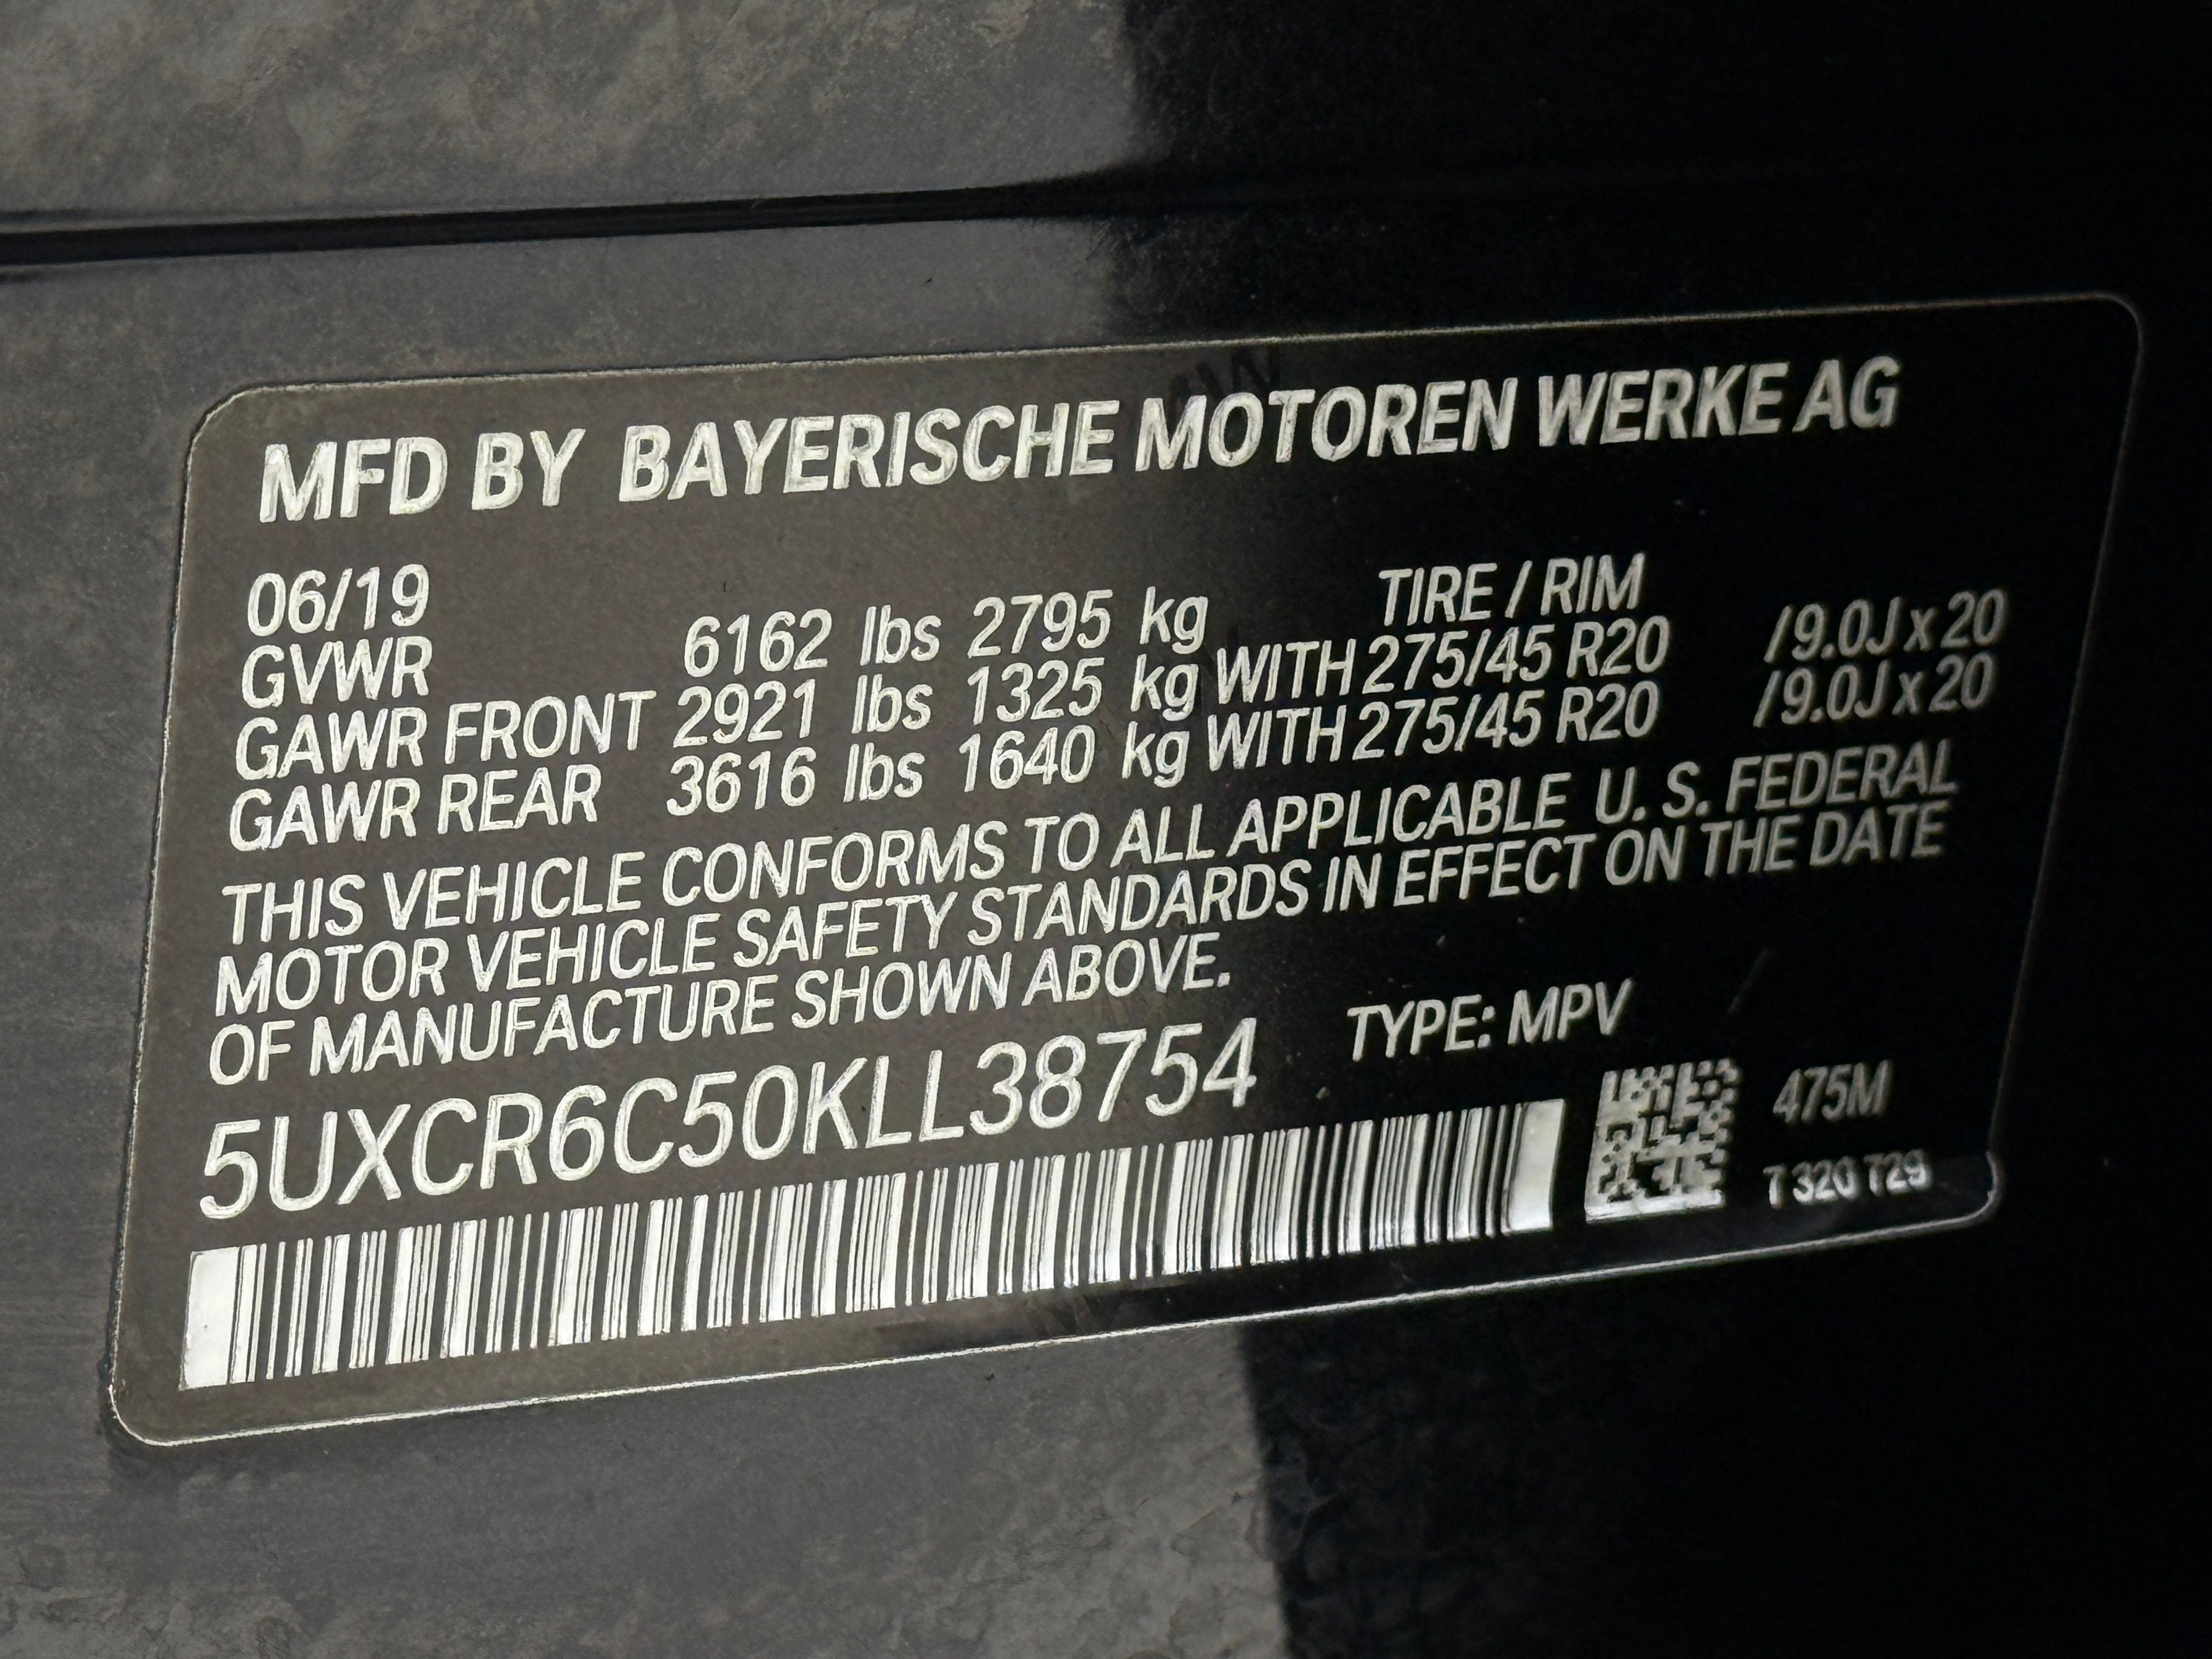 MFD BY BAYERISCHE MOTOREN WERKE AG
06/19 TIRE / RIM
GVWR 6162 lbs 2795 kg
GAWR FRONT 2921 lbs 1325 kg WITH 275/45 R20 /9.0J x 20
GAWR REAR 3616 lbs 1640 kg WITH 275/45 R20 /9.0J x 20
THIS VEHICLE CONFORMS TO ALL APPLICABLE U. S. FEDERAL
MOTOR VEHICLE SAFETY STANDARDS IN EFFECT ON THE DATE
OF MANUFACTURE SHOWN ABOVE.
5UXCR6C50KLL38754 TYPE: MPV
475M
T 320 T29